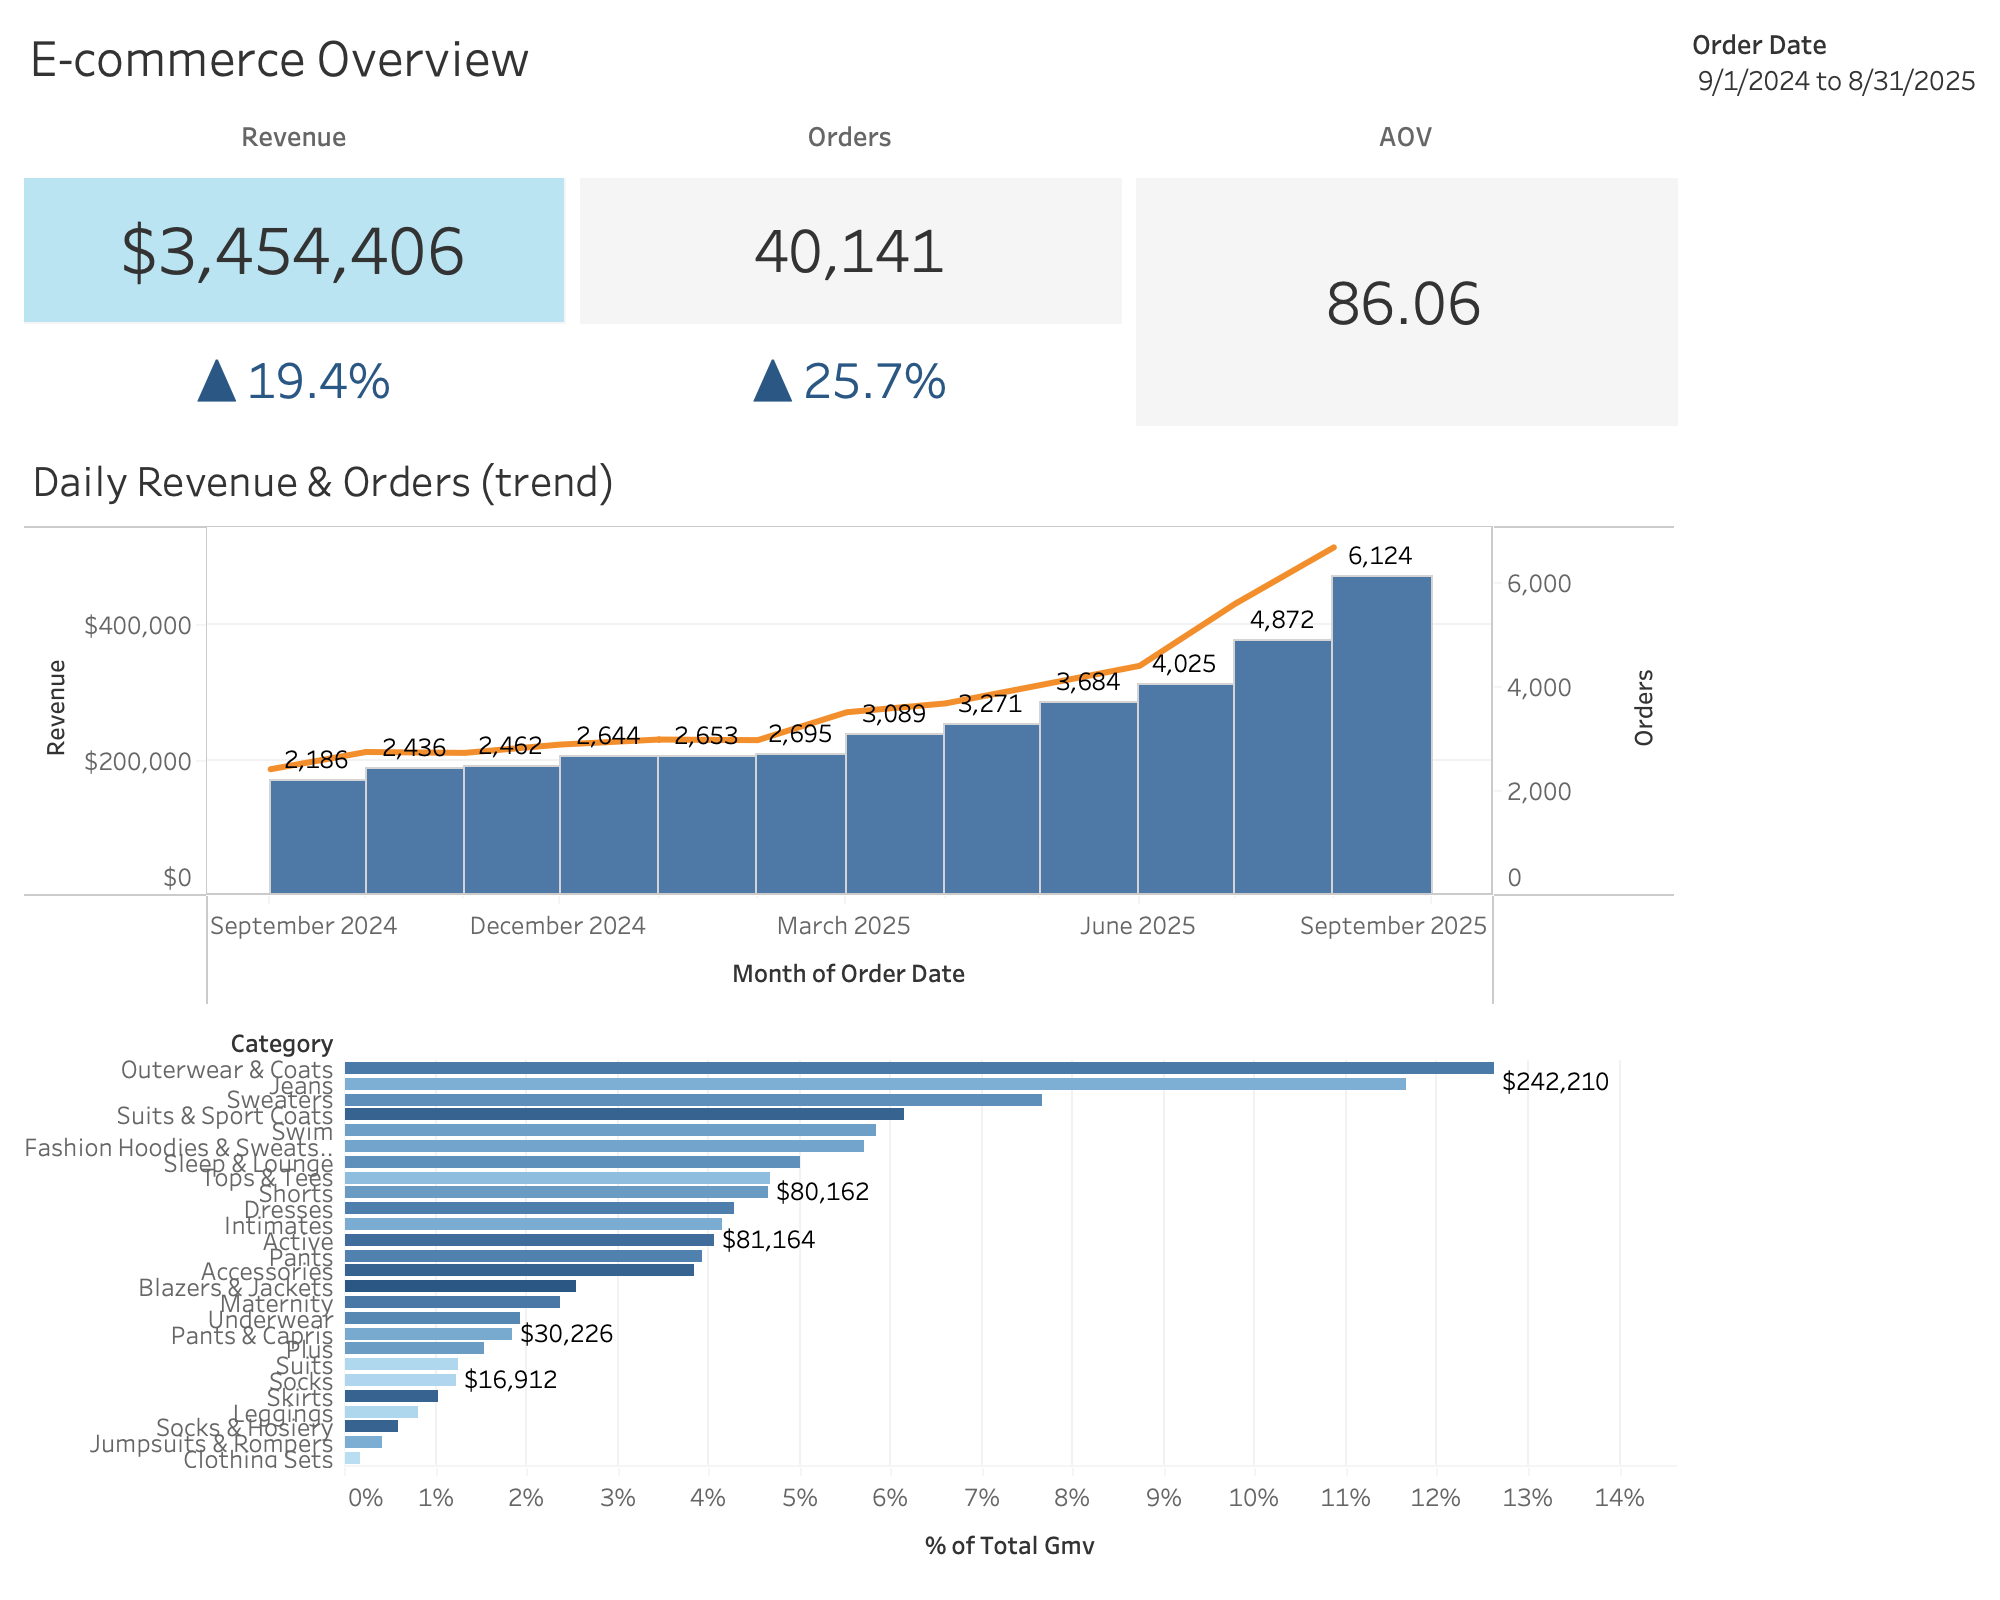 E-commerce Overview
Order Date
9/1/2024 to 8/31/2025
Revenue
Orders
AOV
$3,454,406
40,141
86.06
▲ 19.4%
▲ 25.7%
Daily Revenue & Orders (trend)
Revenue
$400,000
$200,000
$0
2,186
2,436
2,462
2,644
2,653
2,695
3,089
3,271
3,684
4,025
4,872
6,124
6,000
4,000
2,000
0
Orders
September 2024
December 2024
March 2025
June 2025
September 2025
Month of Order Date
Category
Outerwear & Coats
Jeans
$242,210
Sweaters
Suits & Sport Coats
Swim
Fashion Hoodies & Sweats..
Sleep & Lounge
Tops & Tees
Shorts
$80,162
Dresses
Intimates
Active
$81,164
Pants
Accessories
Blazers & Jackets
Maternity
Underwear
Pants & Capris
$30,226
Plus
Suits
Socks
$16,912
Skirts
Leggings
Socks & Hosiery
Jumpsuits & Rompers
Clothing Sets
0%
1%
2%
3%
4%
5%
6%
7%
8%
9%
10%
11%
12%
13%
14%
% of Total Gmv